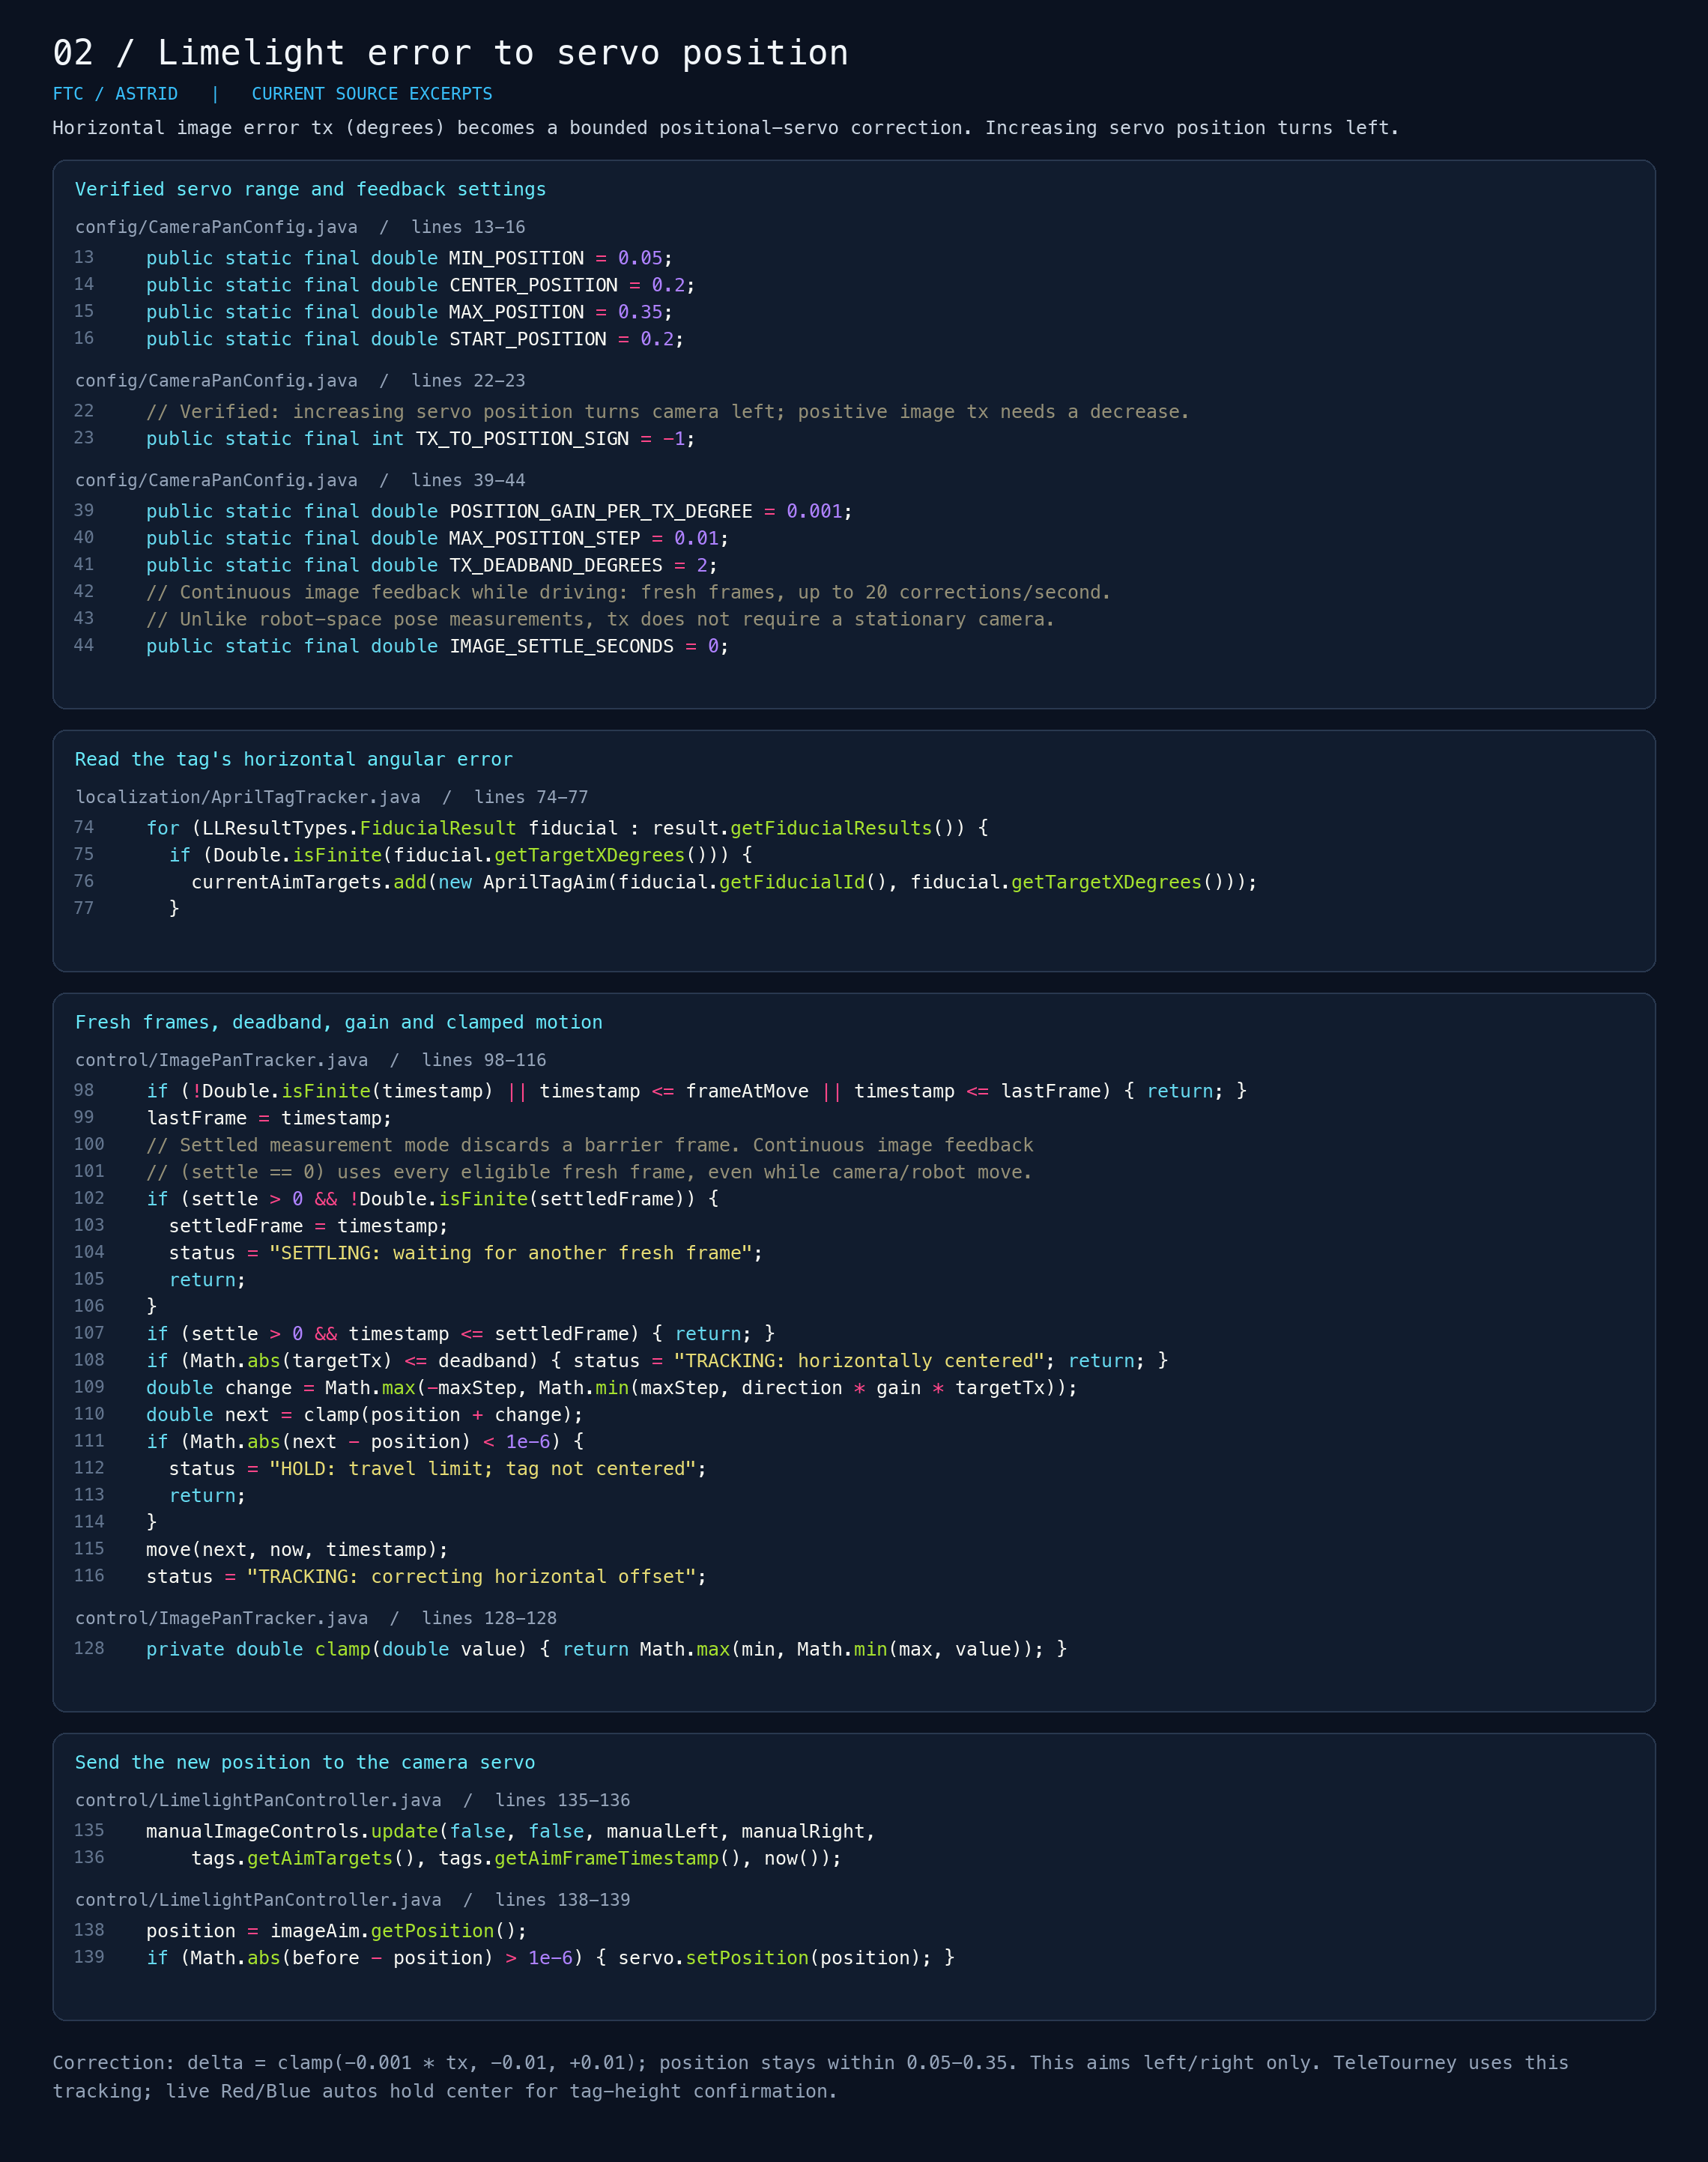 02 / Limelight error to servo position
FTC / ASTRID   |   CURRENT SOURCE EXCERPTS
Horizontal image error tx (degrees) becomes a bounded positional-servo correction. Increasing servo position turns left.
Verified servo range and feedback settings
config/CameraPanConfig.java  /  lines 13-16
13    public static final double MIN_POSITION = 0.05;
14    public static final double CENTER_POSITION = 0.2;
15    public static final double MAX_POSITION = 0.35;
16    public static final double START_POSITION = 0.2;
config/CameraPanConfig.java  /  lines 22-23
22    // Verified: increasing servo position turns camera left; positive image tx needs a decrease.
23    public static final int TX_TO_POSITION_SIGN = -1;
config/CameraPanConfig.java  /  lines 39-44
39    public static final double POSITION_GAIN_PER_TX_DEGREE = 0.001;
40    public static final double MAX_POSITION_STEP = 0.01;
41    public static final double TX_DEADBAND_DEGREES = 2;
42    // Continuous image feedback while driving: fresh frames, up to 20 corrections/second.
43    // Unlike robot-space pose measurements, tx does not require a stationary camera.
44    public static final double IMAGE_SETTLE_SECONDS = 0;
Read the tag's horizontal angular error
localization/AprilTagTracker.java  /  lines 74-77
74    for (LLResultTypes.FiducialResult fiducial : result.getFiducialResults()) {
75      if (Double.isFinite(fiducial.getTargetXDegrees())) {
76        currentAimTargets.add(new AprilTagAim(fiducial.getFiducialId(), fiducial.getTargetXDegrees()));
77      }
Fresh frames, deadband, gain and clamped motion
control/ImagePanTracker.java  /  lines 98-116
98    if (!Double.isFinite(timestamp) || timestamp <= frameAtMove || timestamp <= lastFrame) { return; }
99    lastFrame = timestamp;
100    // Settled measurement mode discards a barrier frame. Continuous image feedback
101    // (settle == 0) uses every eligible fresh frame, even while camera/robot move.
102    if (settle > 0 && !Double.isFinite(settledFrame)) {
103      settledFrame = timestamp;
104      status = "SETTLING: waiting for another fresh frame";
105      return;
106    }
107    if (settle > 0 && timestamp <= settledFrame) { return; }
108    if (Math.abs(targetTx) <= deadband) { status = "TRACKING: horizontally centered"; return; }
109    double change = Math.max(-maxStep, Math.min(maxStep, direction * gain * targetTx));
110    double next = clamp(position + change);
111    if (Math.abs(next - position) < 1e-6) {
112      status = "HOLD: travel limit; tag not centered";
113      return;
114    }
115    move(next, now, timestamp);
116    status = "TRACKING: correcting horizontal offset";
control/ImagePanTracker.java  /  lines 128-128
128    private double clamp(double value) { return Math.max(min, Math.min(max, value)); }
Send the new position to the camera servo
control/LimelightPanController.java  /  lines 135-136
135    manualImageControls.update(false, false, manualLeft, manualRight,
136        tags.getAimTargets(), tags.getAimFrameTimestamp(), now());
control/LimelightPanController.java  /  lines 138-139
138    position = imageAim.getPosition();
139    if (Math.abs(before - position) > 1e-6) { servo.setPosition(position); }
Correction: delta = clamp(-0.001 * tx, -0.01, +0.01); position stays within 0.05-0.35. This aims left/right only. TeleTourney uses this
tracking; live Red/Blue autos hold center for tag-height confirmation.